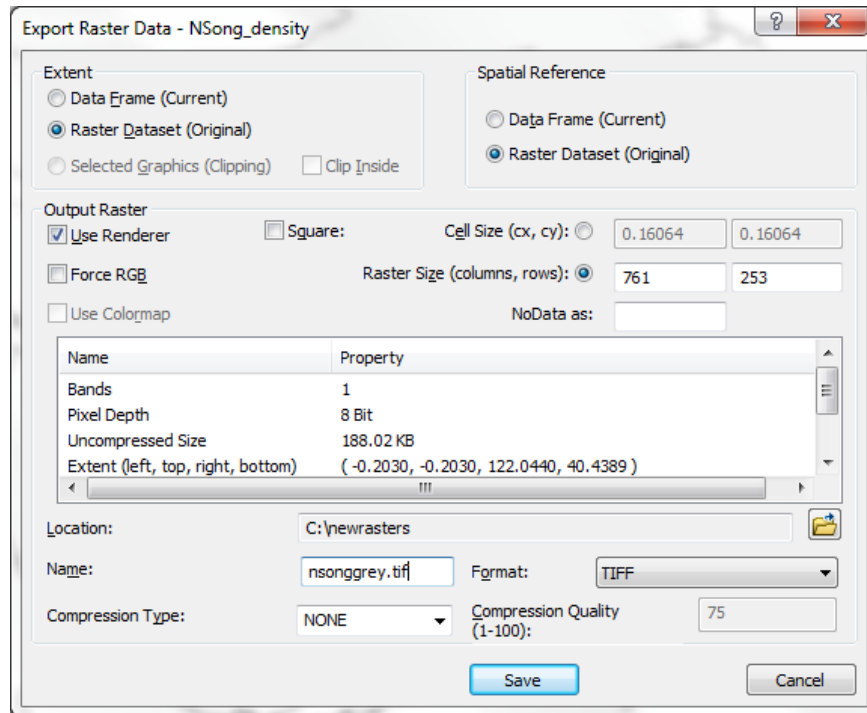 Export Raster Data - NSong_density
Extent
Data Frame (Current)
Raster Dataset (Original)
Selected Graphics (Clipping) Clip Inside
Spatial Reference
Data Frame (Current)
Raster Dataset (Original)
Output Raster
Use Renderer Square: Cell Size (cx, cy): 0.16064 0.16064
Force RGB Raster Size (columns, rows): 761 253
Use Colormap NoData as:
Name Property
Bands 1
Pixel Depth 8 Bit
Uncompressed Size 188.02 KB
Extent (left, top, right, bottom) ( -0.2030, -0.2030, 122.0440, 40.4389 )
Location: C:\newrasters
Name: nsonggrey.tif Format: TIFF
Compression Type: NONE Compression Quality
(1-100): 75
Save Cancel